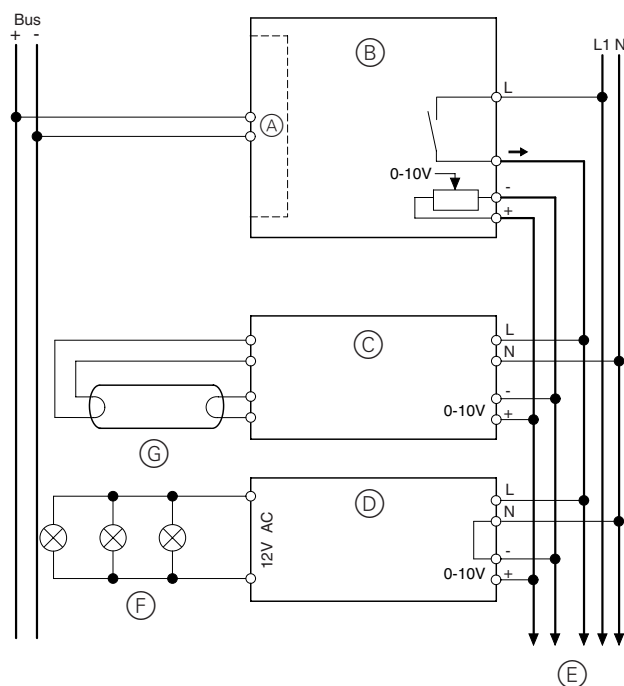 Bus
+ -
L1 N
B
L
A
0-10V
-
+
L
C
N
-
0-10V +
G
L
D
N
12V AC
-
0-10V +
F
E